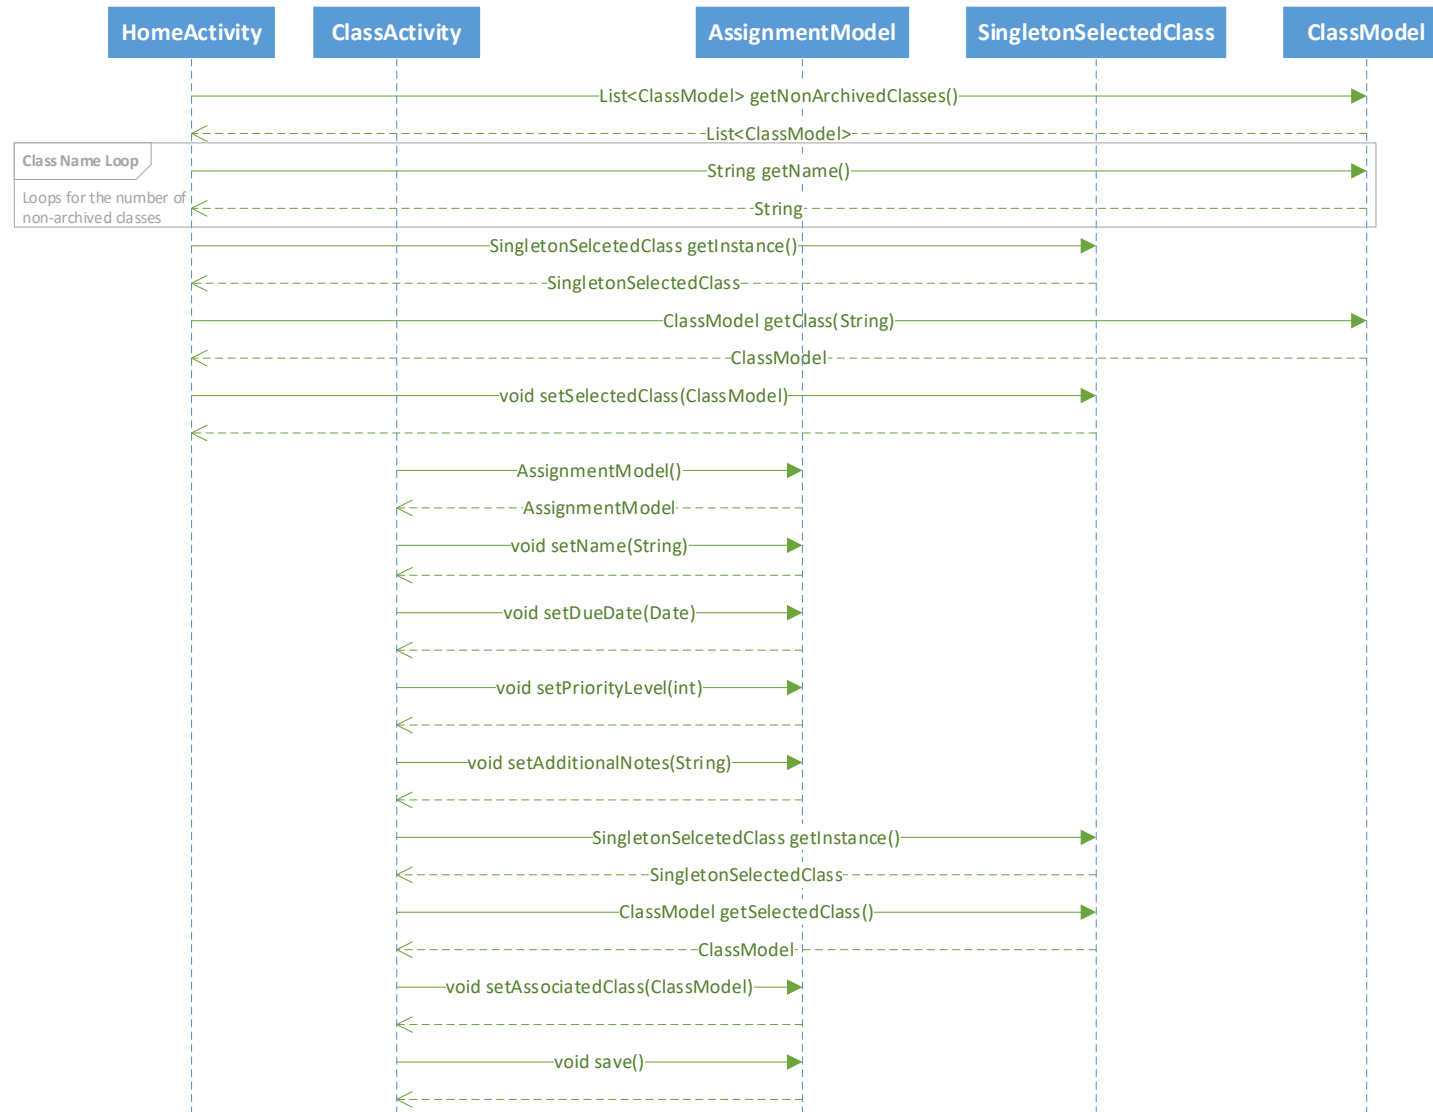 HomeActivity
ClassActivity
AssignmentModel
SingletonSelectedClass
ClassModel
List<ClassModel> getNonArchivedClasses()
List<ClassModel>
Class Name Loop
String getName()
Loops for the number of
non-archived classes
String
SingletonSelcetedClass getInstance()
SingletonSelectedClass
ClassModel getClass(String)
ClassModel
void setSelectedClass(ClassModel)
AssignmentModel()
AssignmentModel
void setName(String)
void setDueDate(Date)
void setPriorityLevel(int)
void setAdditionalNotes(String)
SingletonSelcetedClass getInstance()
SingletonSelectedClass
ClassModel getSelectedClass()
ClassModel
void setAssociatedClass(ClassModel)
void save()